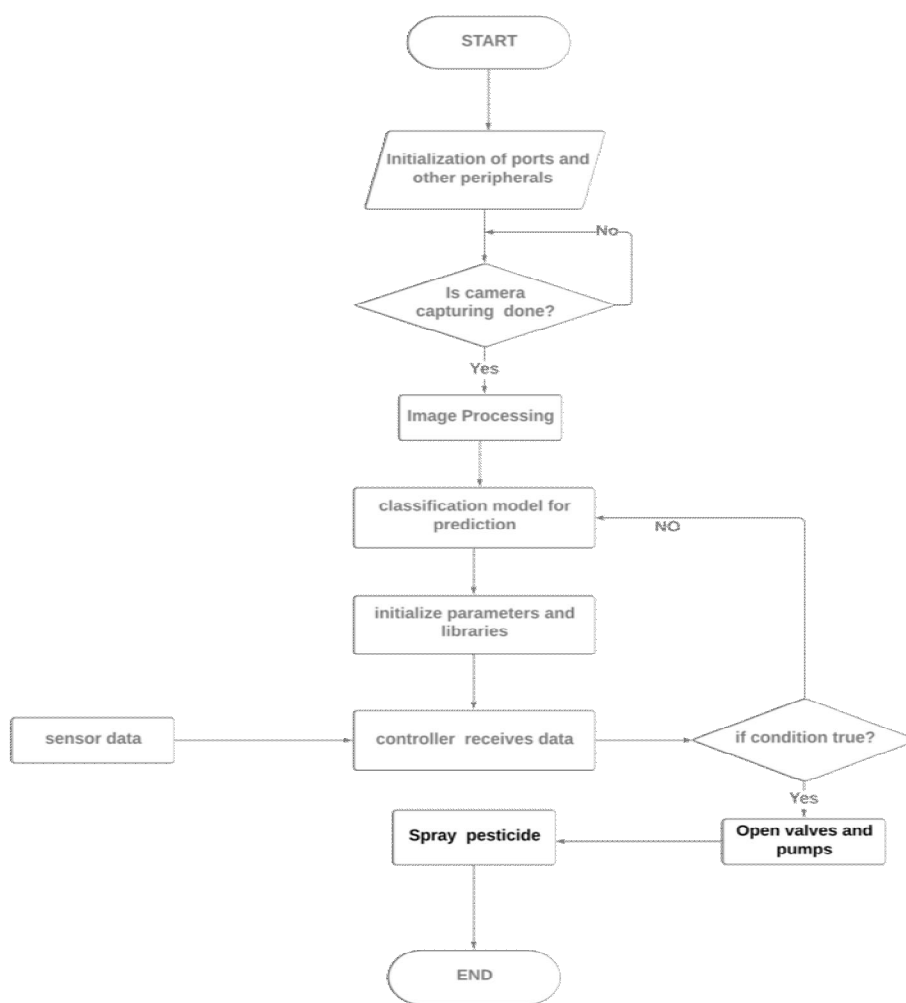 START
Initialization of ports and
other peripherals
No
Is camera
capturing done?
Yes
Image Processing
classification model for
prediction
NO
initialize parameters and
libraries
sensor data
controller receives data
if condition true?
Yes
Spray pesticide
Open valves and
pumps
END